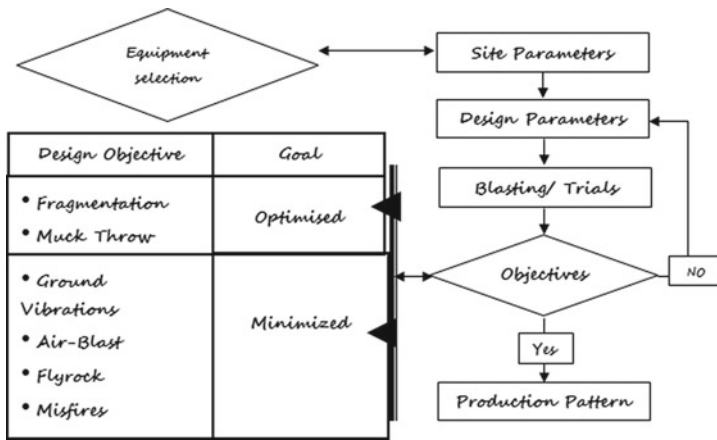 Equipment
selection
Site Parameters
Design Parameters
Blasting/ Trials
Objectives
NO
Yes
Production Pattern
Design Objective
Goal
• Fragmentation
• Muck Throw
Optimised
• Ground
Vibrations
• Air-Blast
• Flyrock
• Misfires
Minimized